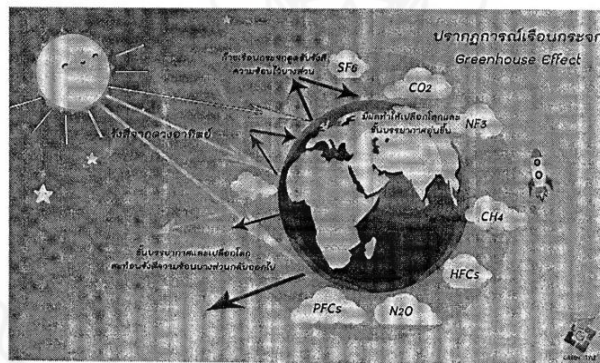 ปรากฏการณ์เรือนกระจก
Greenhouse Effect
ก๊าซเรือนกระจกดูดซับรังสี
ความร้อนไว้บางส่วน
SF6
CO2
NF3
มีผลทำให้เปลือกโลกและ
ชั้นบรรยากาศอุ่นขึ้น
รังสีจากดวงอาทิตย์
CH4
ชั้นบรรยากาศและเปลือกโลก
สะท้อนรังสีความร้อนบางส่วนกลับออกไป
HFCs
PFCs
N2O